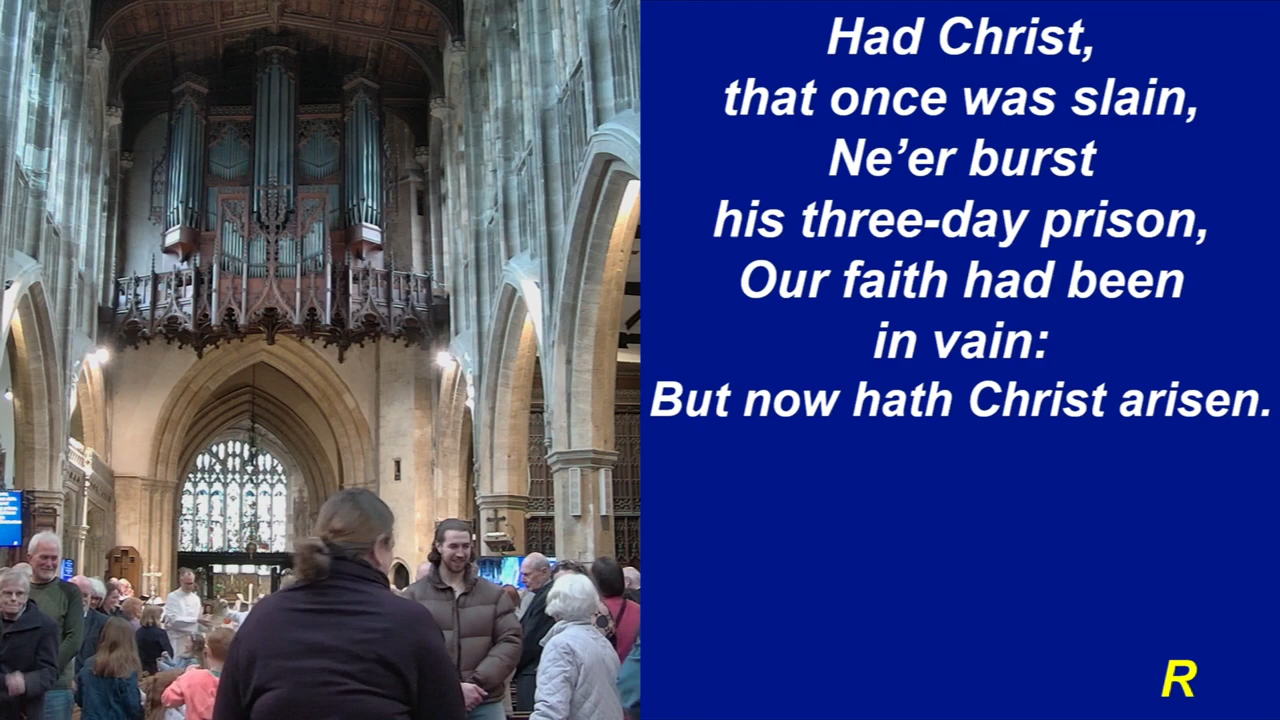 Had Christ,
that once was slain,
Ne’er burst
his three-day prison,
Our faith had been
in vain:
But now hath Christ arisen.
R